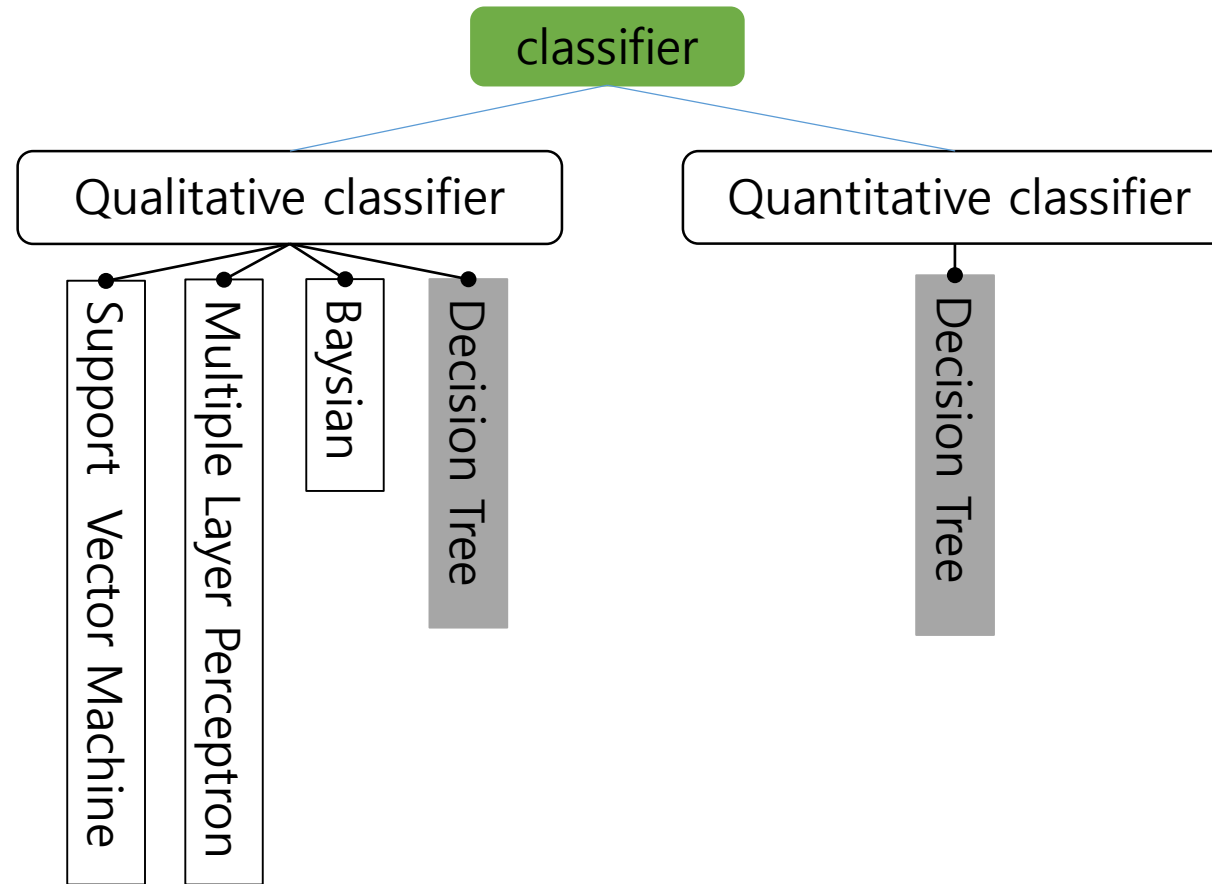 classifier
Qualitative classifier
Quantitative classifier
Support Vector Machine
Multiple Layer Perceptron
Baysian
Decision Tree
Decision Tree